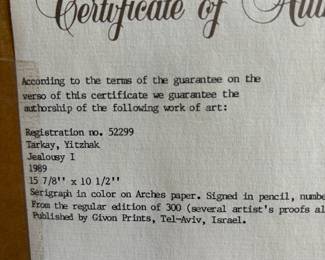 Certificate of
According to the terms of the guarantee on the
verso of this certificate we guarantee the
authorship of the following work of art:
Registration no. 52299
Tarkay, Yitzhak
Jealousy I
1989
15 7/8'' x 10 1/2''
Serigraph in color on Arches paper. Signed in pencil,
From the regular edition of 300 (several artist's proofs
Published by Givon Prints, Tel-Aviv, Israel.